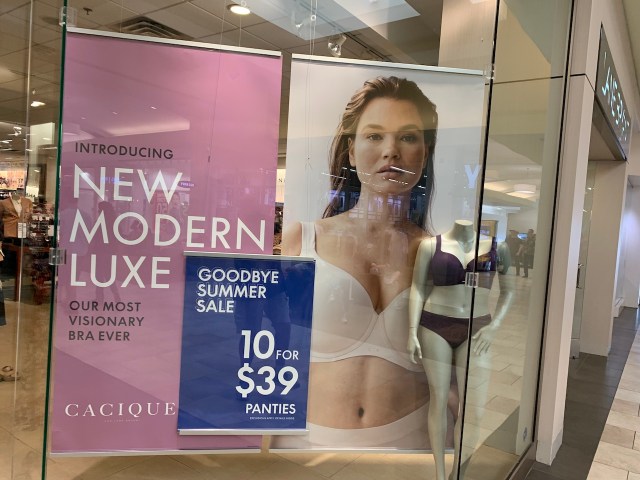 INTRODUCING
NEW
MODERN
LUXE
OUR MOST
VISIONARY
BRA EVER
CACIQUE
GOODBYE
SUMMER
SALE
10 FOR
$39
PANTIES